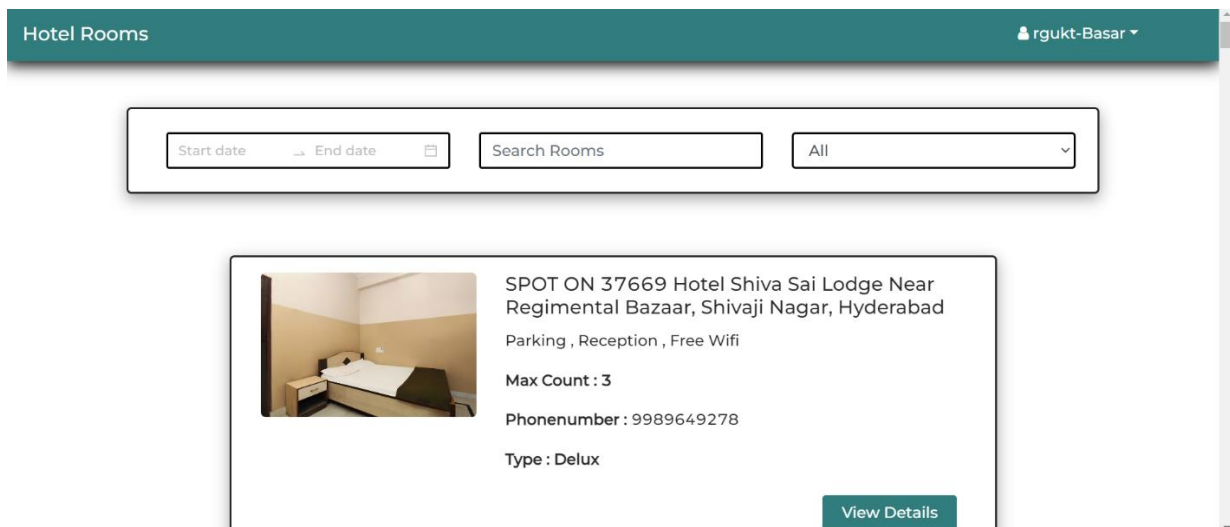 Hotel Rooms
rgukt-Basar
Start date → End date
Search Rooms
All
SPOT ON 37669 Hotel Shiva Sai Lodge Near
Regimental Bazaar, Shivaji Nagar, Hyderabad
Parking , Reception , Free Wifi
Max Count : 3
Phonenumber : 9989649278
Type : Delux
View Details